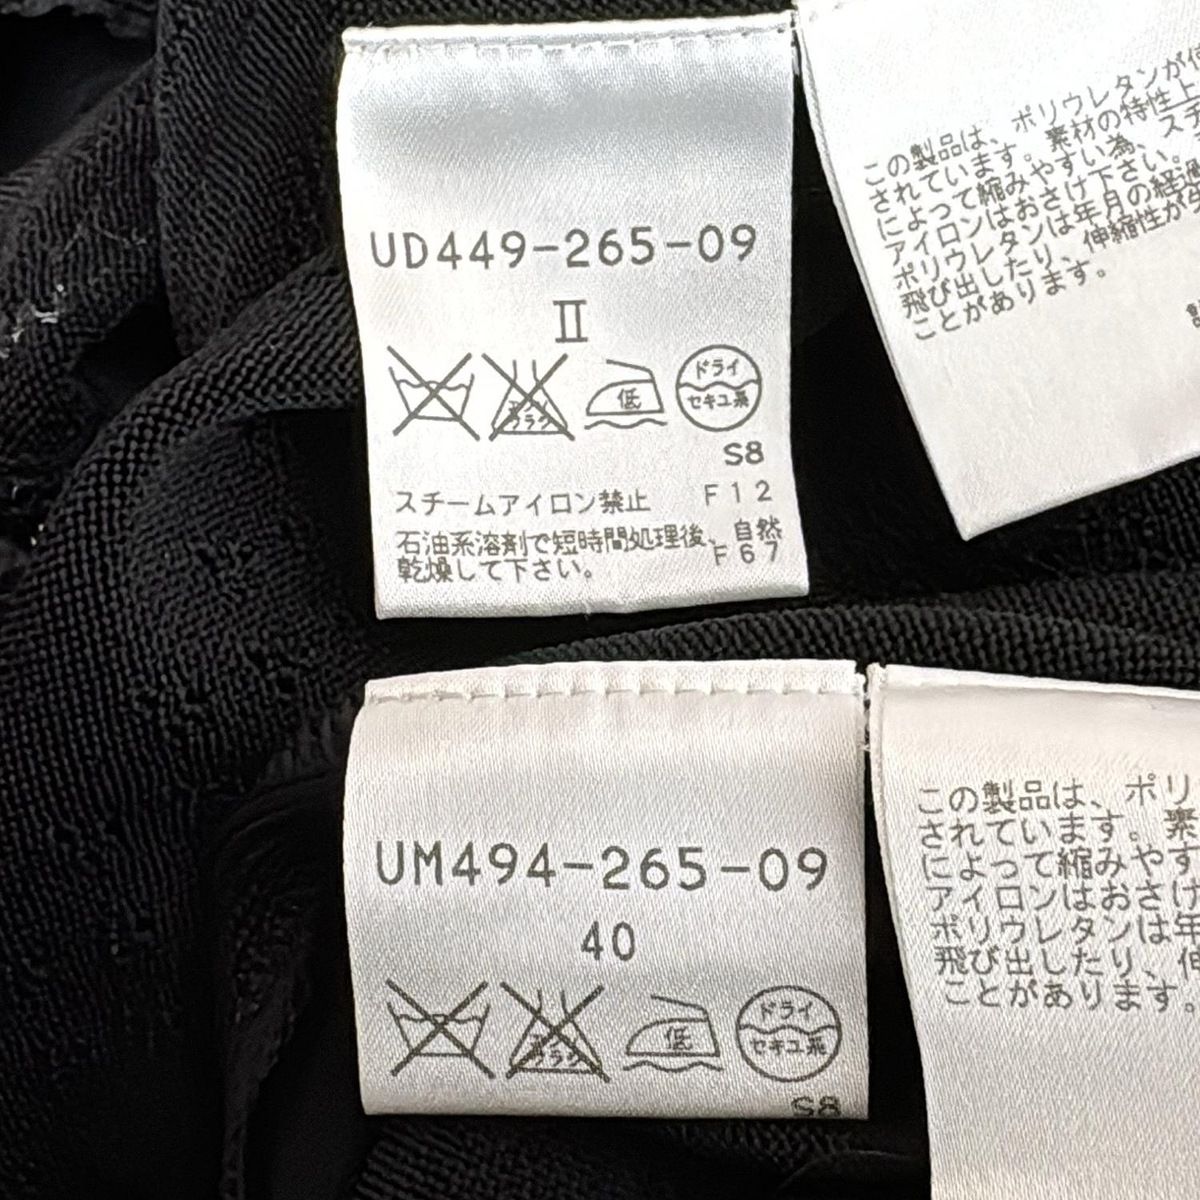 UD449-265-09
II
エンソ
ブラグ
低
ドライ
セキユ系
S8
スチームアイロン禁止 F12
石油系溶剤で短時間処理後、自然
F67
乾燥して下さい。
この製品は、ポリウレタンが使
されています。素材の特性上
によって縮みやすい為、スチ
アイロンはおさけ下さい。
ポリウレタンは年月の経過
飛び出したり、伸縮性が失
ことがあります。
UM494-265-09
40
低
ドライ
セキユ系
S8
この製品は、ポリ
されています。素
によって縮みやす
アイロンはおさけ
ポリウレタンは年
飛び出したり、伸
ことがあります。